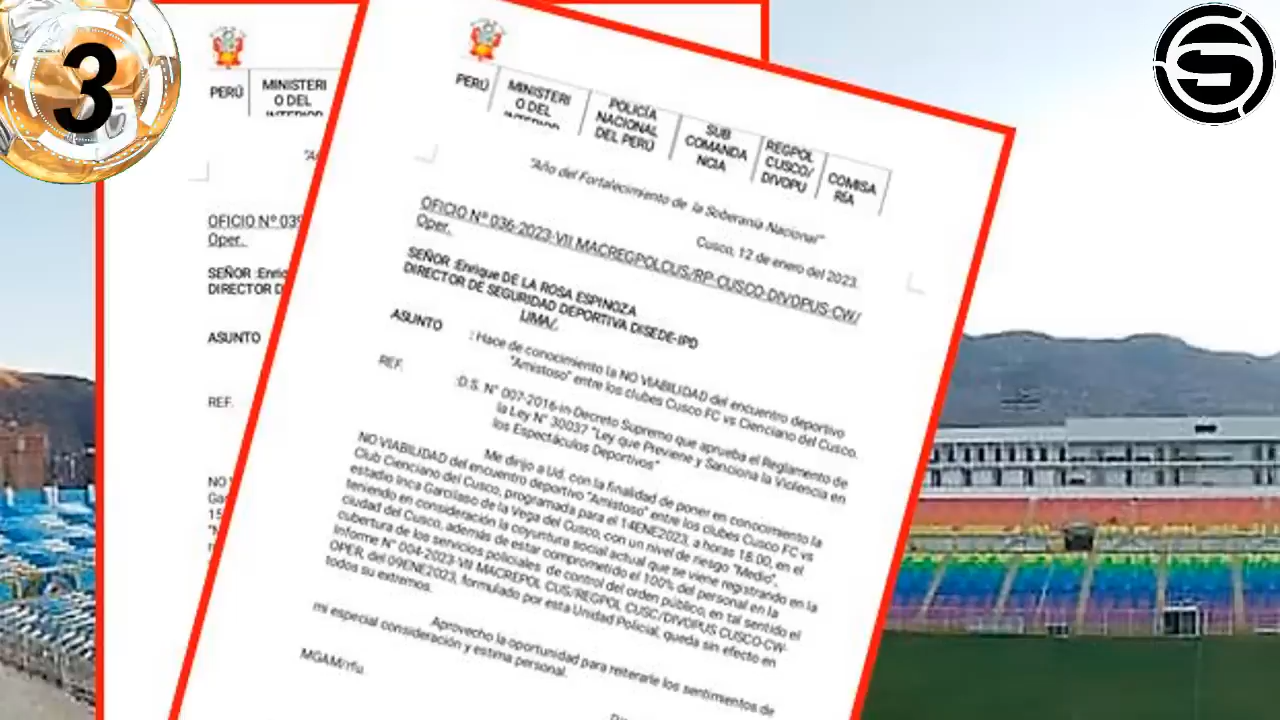 3
S
PERÚ
MINISTERI
O DEL
INTERIOR
OFICIO Nº 039
Oper.
SEÑOR :Enriq
DIRECTOR D
ASUNTO
REF.
NO V
15
PERÚ
MINISTERI
O DEL
INTERIOR
POLICÍA
NACIONAL
DEL PERÚ
SUB
COMANDA
NCIA
REGPOL
CUSCO/
DIVOPU
COMISA
RÍA
"Año del Fortalecimiento de la Soberanía Nacional"
Cusco, 12 de enero del 2023.
OFICIO Nº 036-2023-VII MACREGPOLCUS/RP-CUSCO-DIVOPUS-CW/
Oper.
SEÑOR :Enrique DE LA ROSA ESPINOZA
DIRECTOR DE SEGURIDAD DEPORTIVA DISEDE-IPD
LIMA/.
ASUNTO : Hace de conocimiento la NO VIABILIDAD del encuentro deportivo
"Amistoso" entre los clubes Cusco FC vs Cienciano del Cusco.
REF. :D.S. N° 007-2016-In-Decreto Supremo que aprueba el Reglamento de
la Ley N° 30037 "Ley que Previene y Sanciona la Violencia en
los Espectáculos Deportivos"
Me dirijo a Ud. con la finalidad de poner en conocimiento la
NO VIABILIDAD del encuentro deportivo "Amistoso" entre los clubes Cusco FC vs
Club Cienciano del Cusco, programada para el 14ENE2023, a horas 18.00, en el
estadio Inca Garcilaso de la Vega del Cusco, con un nivel de riesgo "Medio",
teniendo en consideración la coyuntura social actual que se viene registrando en la
ciudad del Cusco, además de estar comprometido el 100% del personal en la
cobertura de los servicios policiales de control del orden público, en tal sentido el
Informe N° 004-2023-VII MACREPOL CUS/REGPOL CUSC/DIVOPUS CUSCO-CW-
OPER, del 09ENE2023, formulado por esta Unidad Policial, queda sin efecto en
todos su extremos.
Aprovecho la oportunidad para reiterarle los sentimientos de
mi especial consideración y estima personal.
MGAM/rfu.